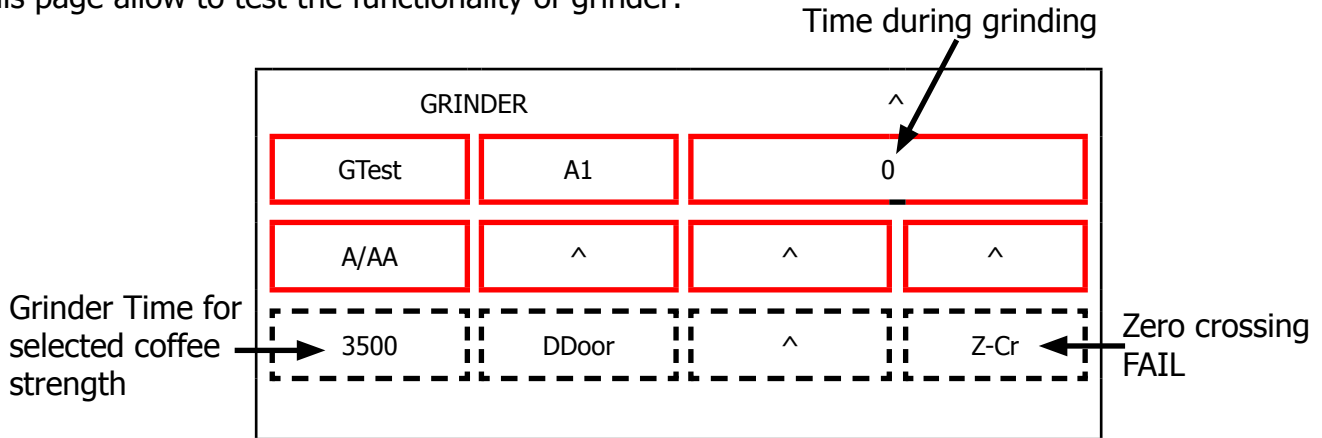 is page allow to test the functionality of grinder.
Time during grinding
GRINDER ^
GTest A1 0
A/AA ^ ^ ^
Grinder Time for
selected coffee
strength
3500 DDoor ^ Z-Cr
Zero crossing
FAIL